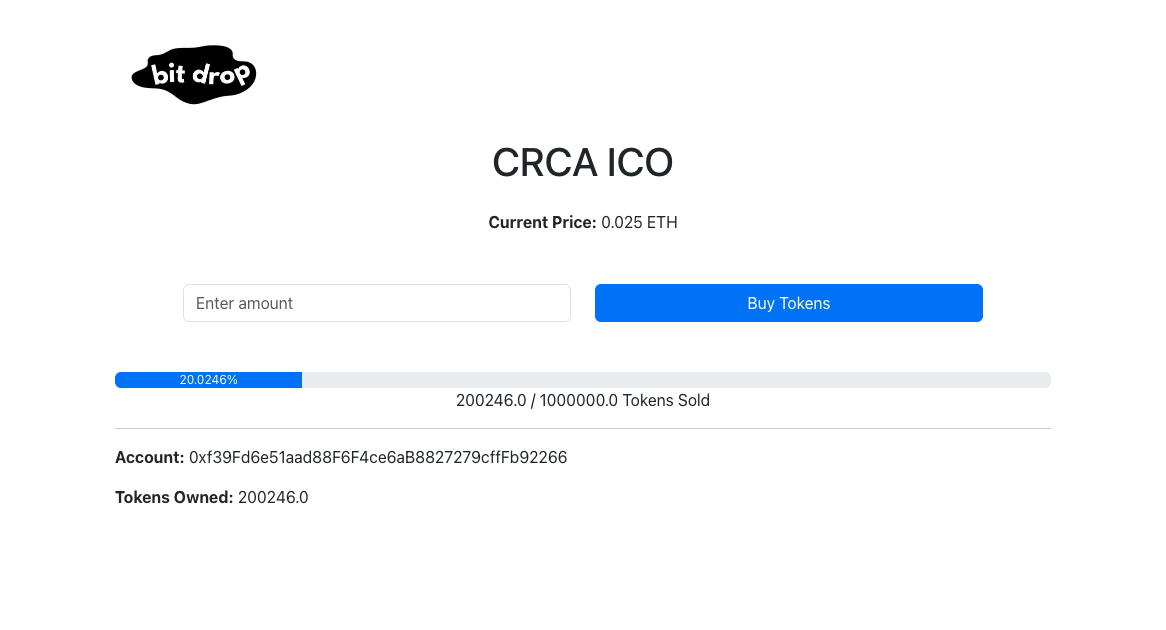 bit drop
CRCA ICO
Current Price: 0.025 ETH
Enter amount
Buy Tokens
20.0246%
200246.0 / 1000000.0 Tokens Sold
Account: 0xf39Fd6e51aad88F6F4ce6aB8827279cffFb92266
Tokens Owned: 200246.0